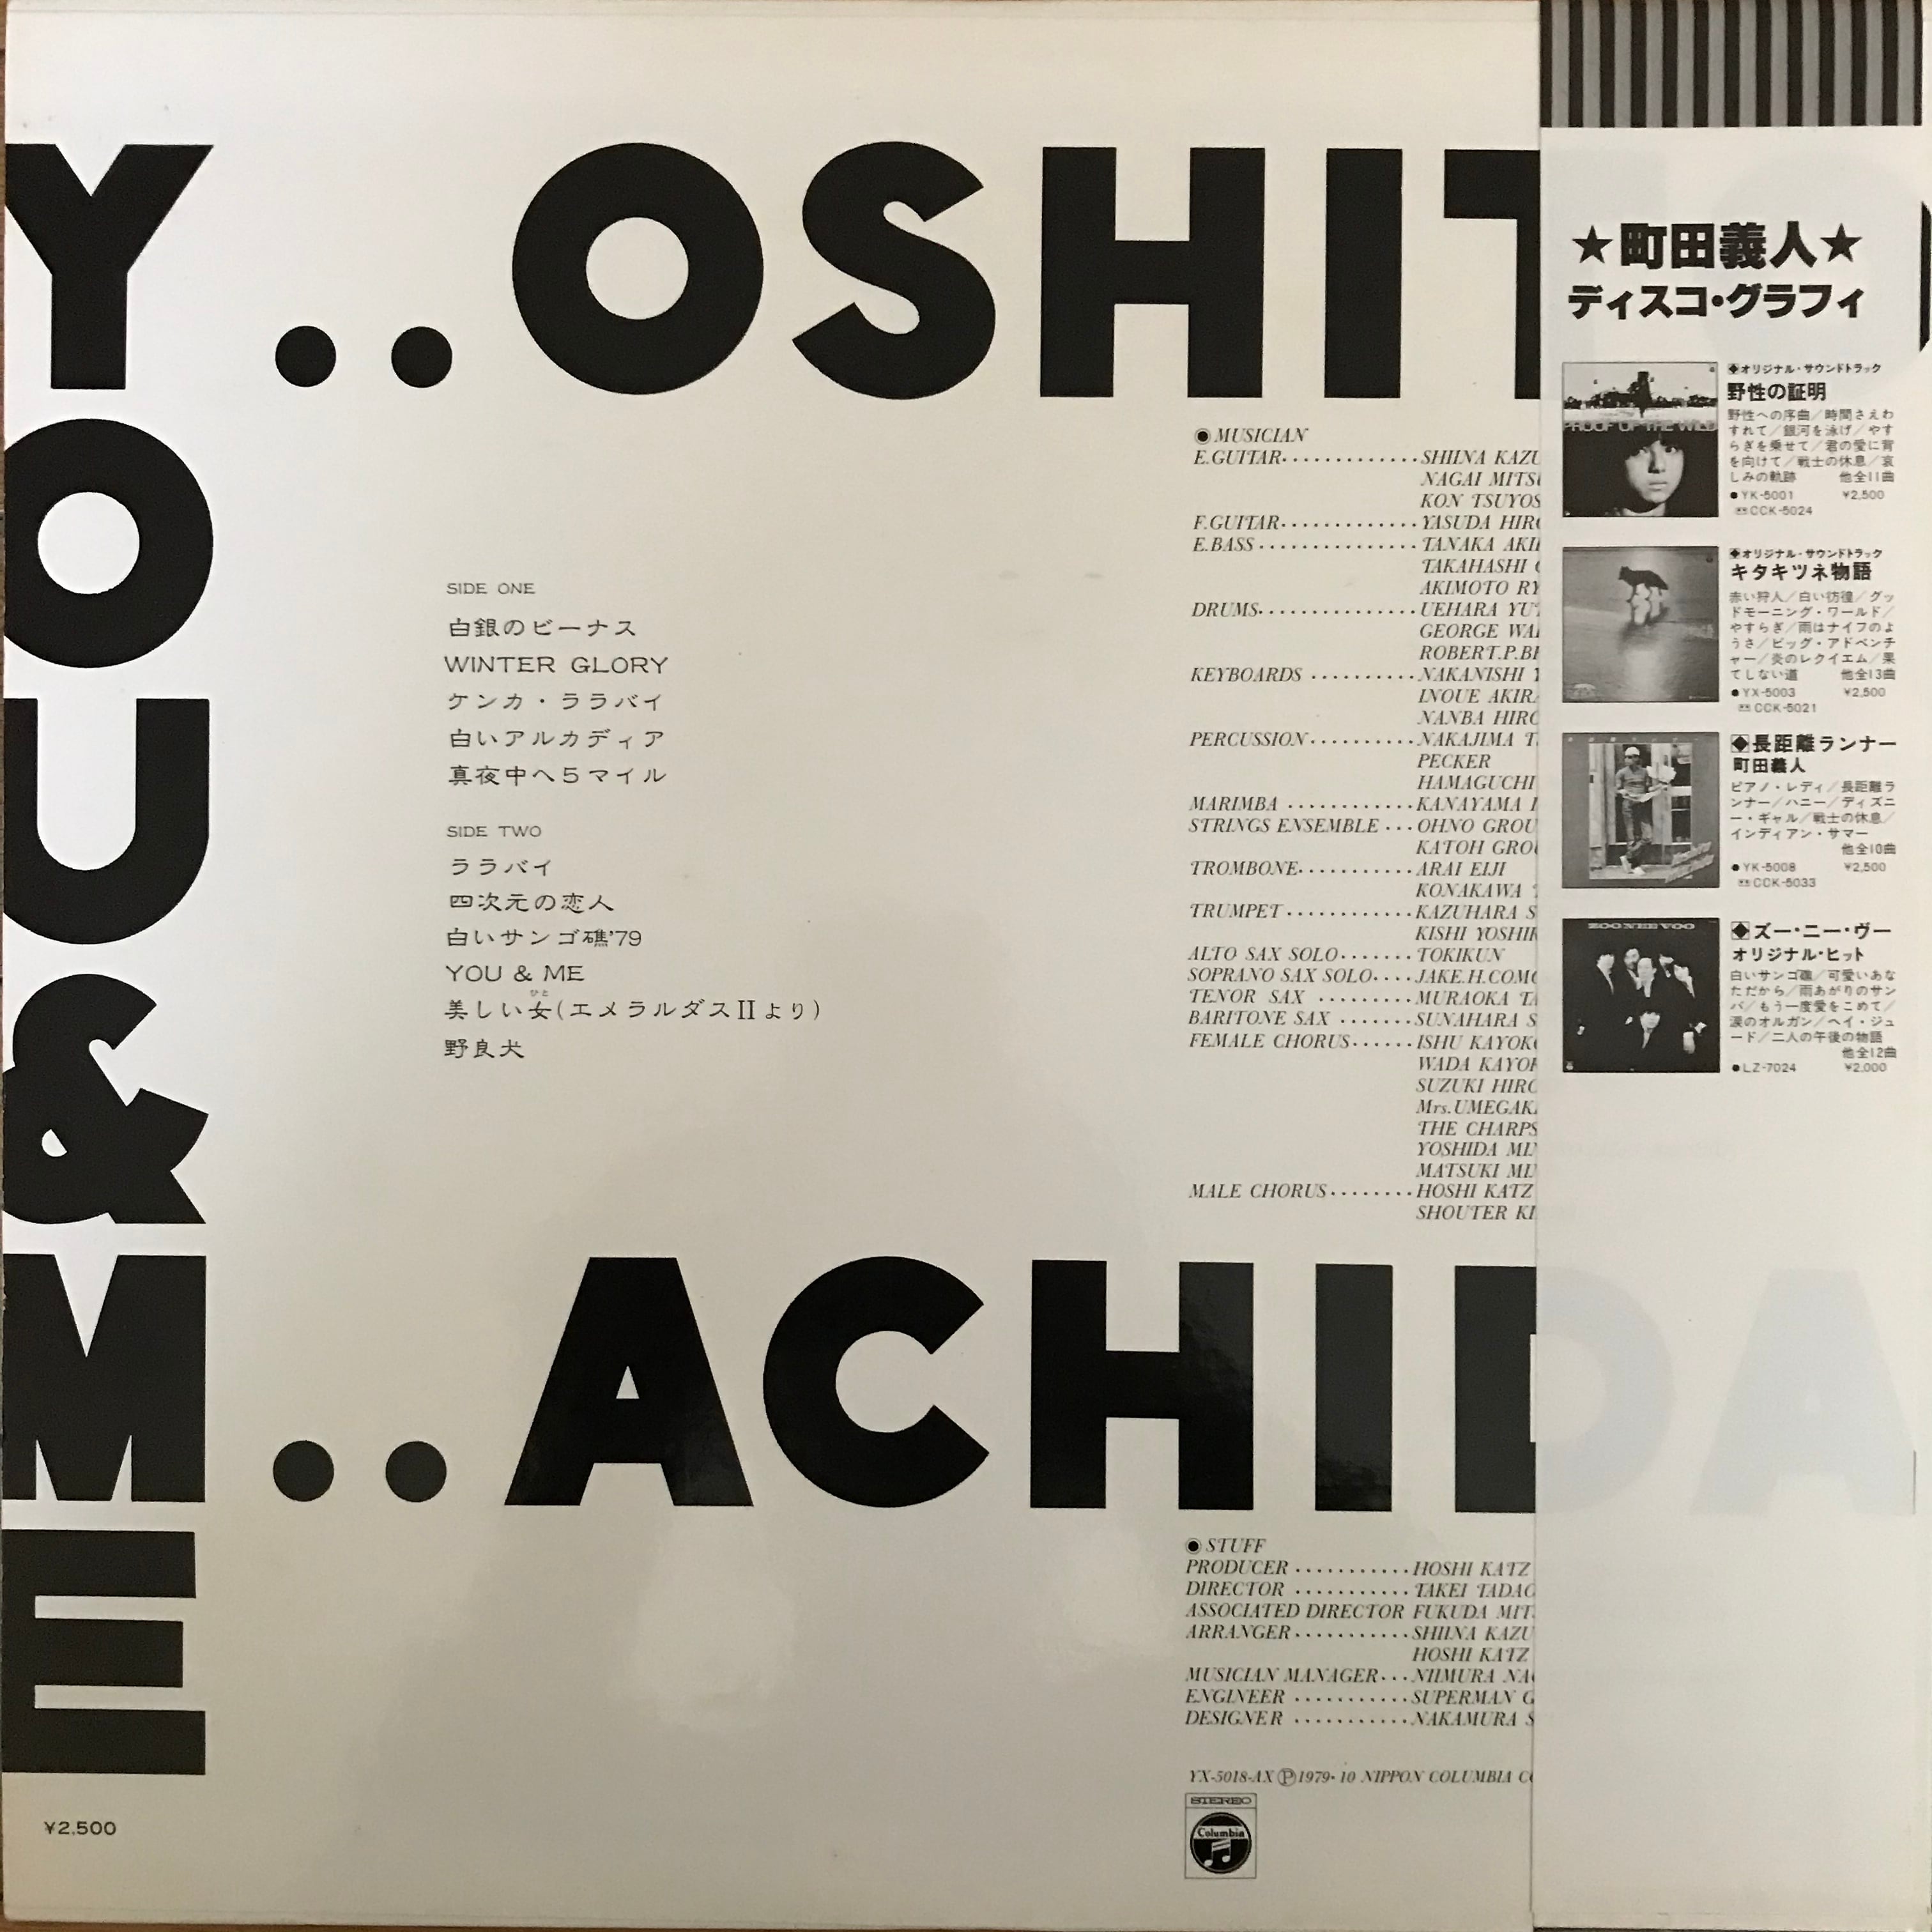 YOU&ME
Y..OSHIT
..ACHIDA
SIDE ONE
白銀のビーナス
WINTER GLORY
ケンカ・ララバイ
白いアルカディア
真夜中へ5マイル
SIDE TWO
ララバイ
四次元の恋人
白いサンゴ礁'79
YOU & ME
美しい女(エメラルダスIIより)
ひと
野良犬
◉MUSICIAN
E.GUITAR.............SHIINA KAZU
NAGAI MITS
KON TSUYOS
F.GUITAR.............YASUDA HIRO
E.BASS...............TANAKA AKI
TAKAHASHI
AKIMOTO RY
DRUMS...............UEHARA YU
GEORGE WA
ROBERT.P.B
KEYBOARDS..........NAKANISHI
INOUE AKIRA
NANBA HIRO
PERCUSSION..........NAKAJIMA T
PECKER
HAMAGUCHI
MARIMBA............KANAYAMA
STRINGS ENSEMBLE...OHNO GROU
KATOH GRO
TROMBONE...........ARAI EIJI
KONAKAWA
TRUMPET............KAZUHARA S
KISHI YOSHI
ALTO SAX SOLO.......TOKIKUN
SOPRANO SAX SOLO....JAKE.H.CO
TENOR SAX.........MURAOKA TA
BARITONE SAX.......SUNAHARA S
FEMALE CHORUS......ISHU KAYOK
WADA KAYO
SUZUKI HIRO
Mrs.UMEGAK
THE CHARPS
YOSHIDA MI
MATSUKI MI
MALE CHORUS........HOSHI KATZ
SHOUTER KI
◉STUFF
PRODUCER...........HOSHI KATZ
DIRECTOR...........TAKEI TADAO
ASSOCIATED DIRECTOR FUKUDA MIT
ARRANGER...........SHIINA KAZU
HOSHI KATZ
MUSICIAN MANAGER...NIIMURA NA
ENGINEER...........SUPERMAN
DESIGNER...........NAKAMURA S
YX-5018-AX Ⓟ1979・10 NIPPON COLUMBIA C
STEREO
Columbia
¥2,500
★町田義人★
ディスコ・グラフィ
PROOF OF THE WILD
◆オリジナル・サウンドトラック
野性の証明
野性への序曲/時間さえわ
すれて/銀河を泳げ/やす
らぎを乗せて/君の愛に背
を向けて/戦士の休息/哀
しみの軌跡 他全11曲
●YK-5001 ¥2,500
CCK-5024
◆オリジナル・サウンドトラック
キタキツネ物語
赤い狩人/白い彷徨/グッ
ドモーニング・ワールド/
やすらぎ/雨はナイフのよ
うさ/ビッグ・アドベンチ
ャー/炎のレクイエム/果
てしない道 他全13曲
●YX-5003 ¥2,500
CCK-5021
◆長距離ランナー
町田義人
ピアノ・レディ/長距離ラ
ンナー/ハニー/ディズニ
ー・ギャル/戦士の休息/
インディアン・サマー
他全10曲
●YK-5008 ¥2,500
CCK-5033
ZOO NEE VOO
◆ズー・ニー・ヴー
オリジナル・ヒット
白いサンゴ礁/可愛いあな
ただから/雨あがりのサン
バ/もう一度愛をこめて/
涙のオルガン/ヘイ・ジュ
ード/二人の午後の物語
他全12曲
●LZ-7024 ¥2,000